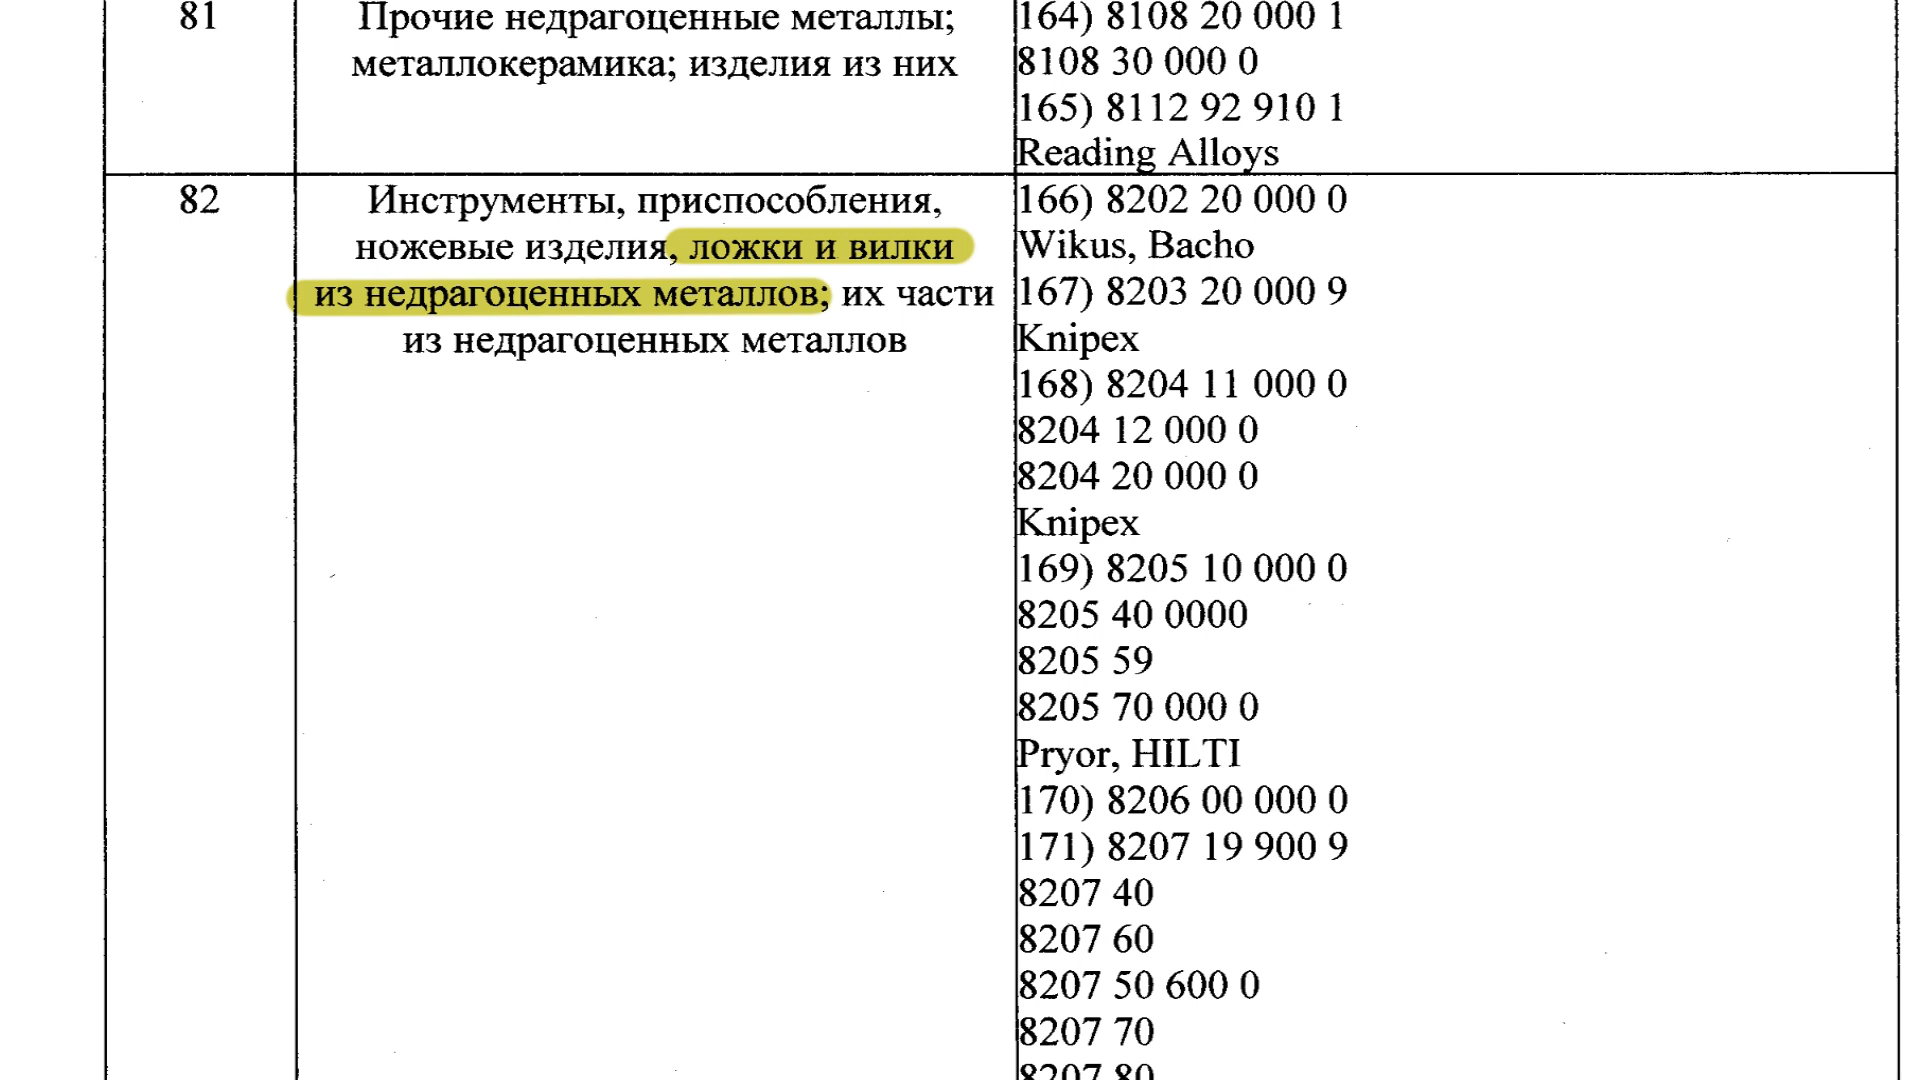 81
Прочие недрагоценные металлы;
металлокерамика; изделия из них
164) 8108 20 000 1
8108 30 000 0
165) 8112 92 910 1
Reading Alloys
82
Инструменты, приспособления,
ножевые изделия, ложки и вилки
из недрагоценных металлов; их части
из недрагоценных металлов
166) 8202 20 000 0
Wikus, Bacho
167) 8203 20 000 9
Knipex
168) 8204 11 000 0
8204 12 000 0
8204 20 000 0
Knipex
169) 8205 10 000 0
8205 40 0000
8205 59
8205 70 000 0
Pryor, HILTI
170) 8206 00 000 0
171) 8207 19 900 9
8207 40
8207 60
8207 50 600 0
8207 70
8207 80